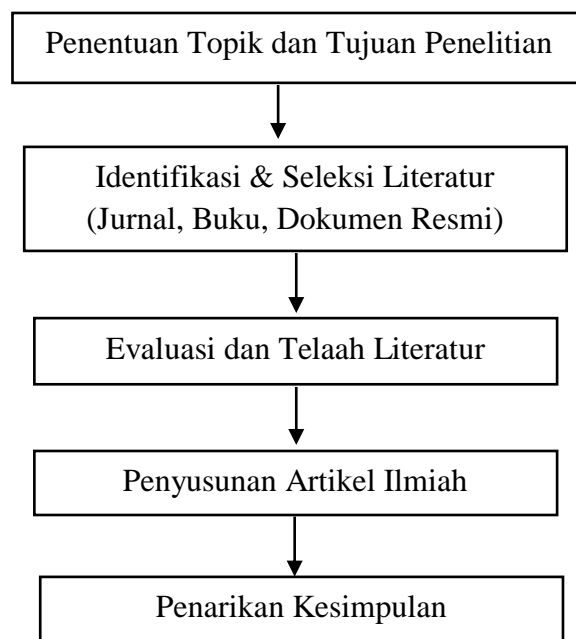 Penentuan Topik dan Tujuan Penelitian
Identifikasi & Seleksi Literatur
(Jurnal, Buku, Dokumen Resmi)
Evaluasi dan Telaah Literatur
Penyusunan Artikel Ilmiah
Penarikan Kesimpulan